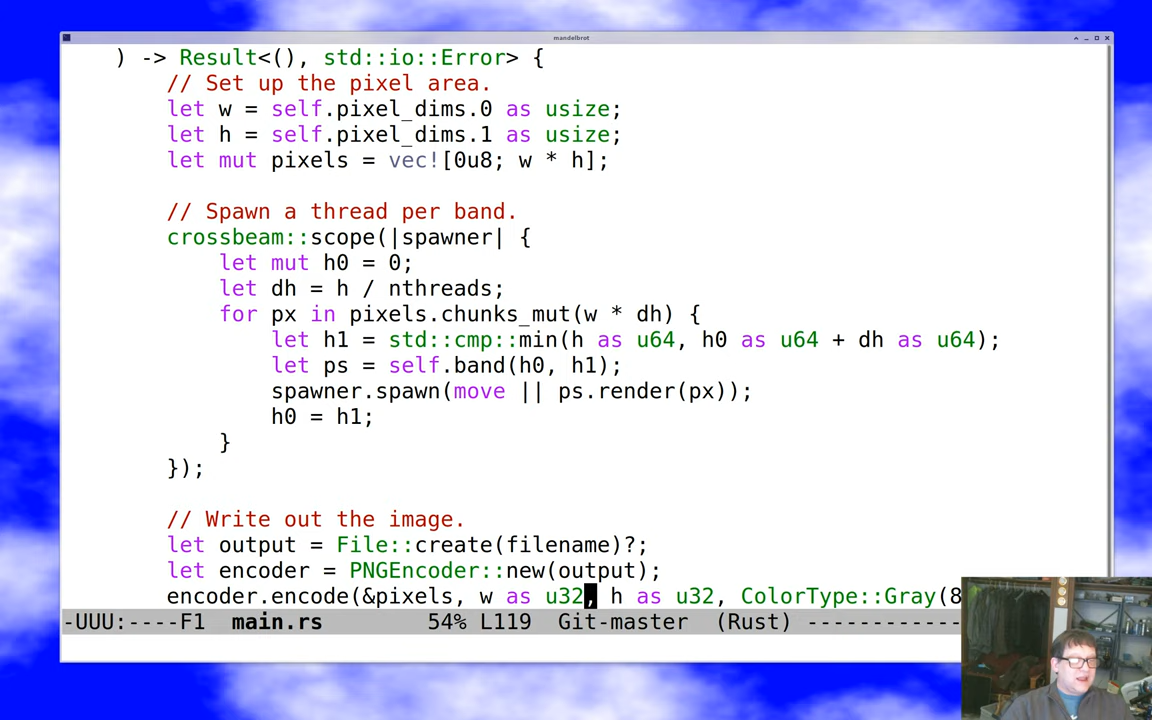 mandelbrot
) -> Result<(), std::io::Error> {
// Set up the pixel area.
let w = self.pixel_dims.0 as usize;
let h = self.pixel_dims.1 as usize;
let mut pixels = vec![0u8; w * h];
// Spawn a thread per band.
crossbeam::scope(|spawner| {
let mut h0 = 0;
let dh = h / nthreads;
for px in pixels.chunks_mut(w * dh) {
let h1 = std::cmp::min(h as u64, h0 as u64 + dh as u64);
let ps = self.band(h0, h1);
spawner.spawn(move || ps.render(px));
h0 = h1;
}
});
// Write out the image.
let output = File::create(filename)?;
let encoder = PNGEncoder::new(output);
encoder.encode(&pixels, w as u32, h as u32, ColorType::Gray(8
-UUU:----F1 main.rs 54% L119 Git-master (Rust) ------------